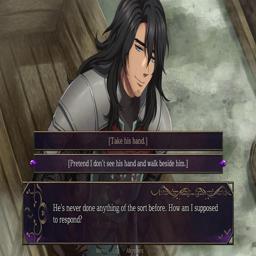 [Take his hand.]
[Pretend I don't see his hand and walk beside him.]
He's never done anything of the sort before. How am I supposed
to respond?